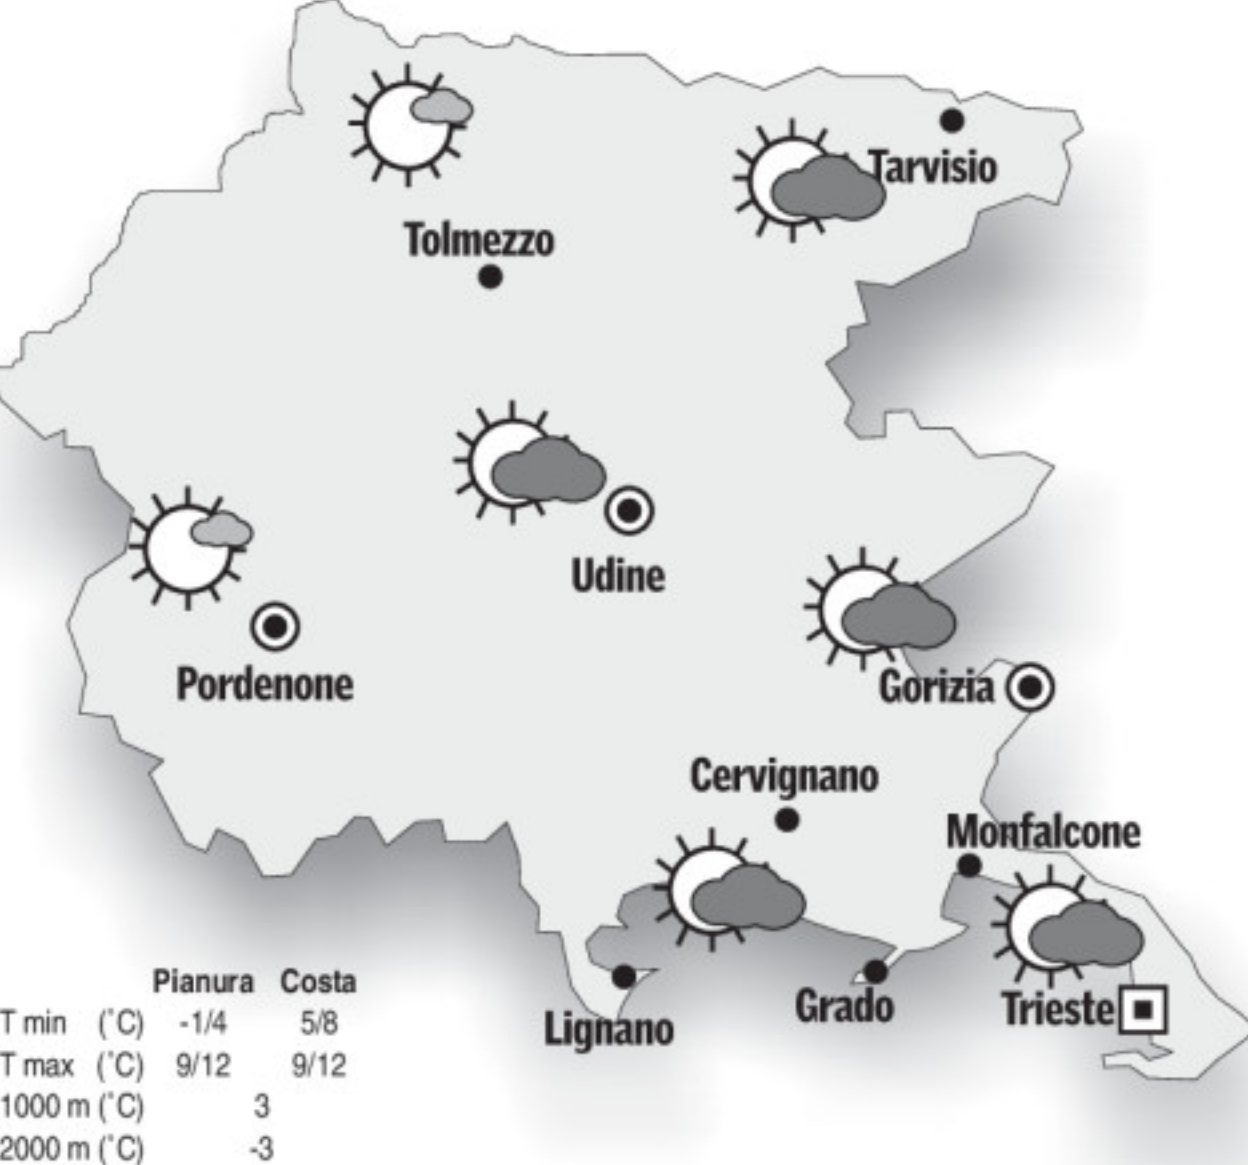 Tarvisio
Tolmezzo
Udine
Pordenone
Gorizia
Cervignano
Monfalcone
Grado
Trieste
Lignano
Pianura Costa
T min (°C) -1/4 5/8
T max (°C) 9/12 9/12
1000 m (°C) 3
2000 m (°C) -3